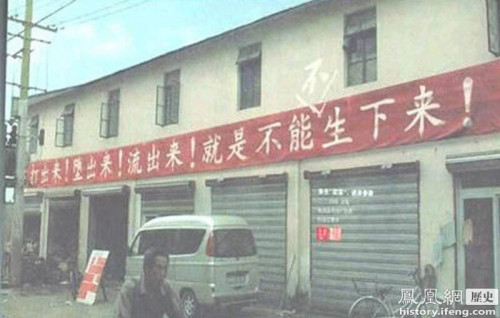 不
打出来！堕出来！流出来！就是不能生下来！
鳳凰網 歷史
history.ifeng.com